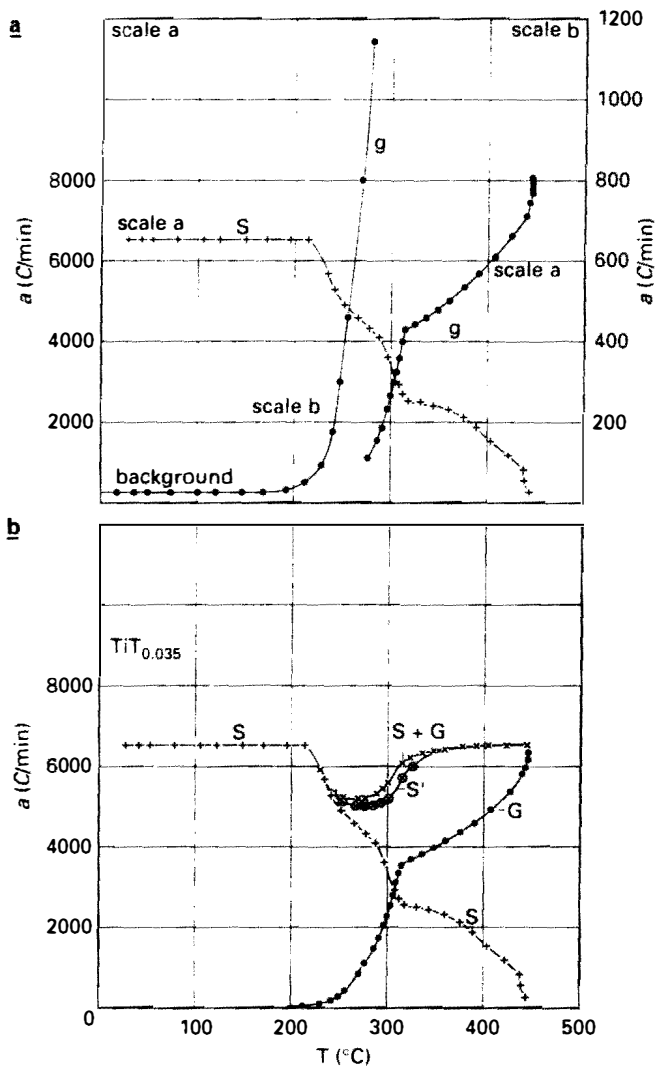 a
scale a
scale b
1200
1000
g
8000
800
scale a
S
6000
600
scale a
a (C/min)
a (C/min)
4000
400
g
scale b
2000
200
background
b
TiT0.035
8000
S
S + G
6000
S'
G
a (C/min)
4000
2000
S
0
0
100
200
300
400
500
T (°C)